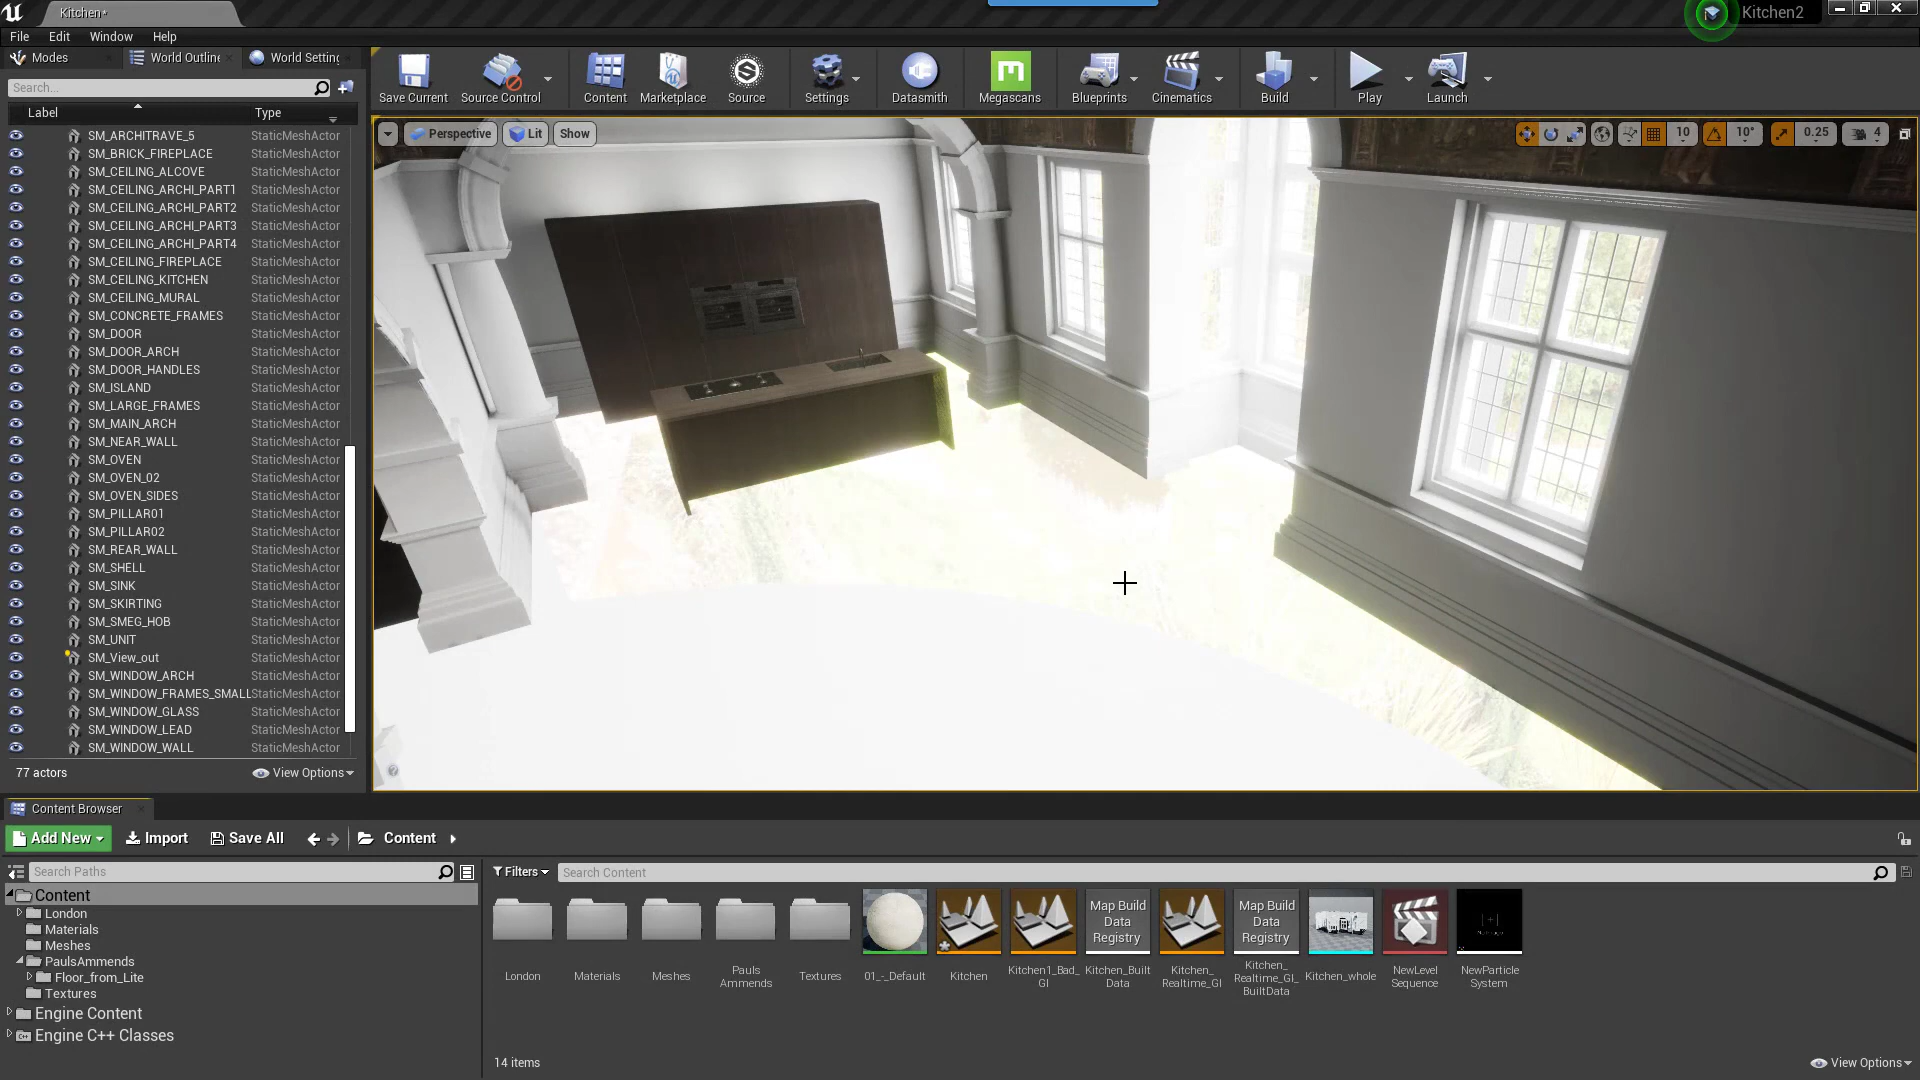 Kitchen*
Kitchen2
File Edit Window Help
Modes World Outline World Setting
Save Current Source Control Content Marketplace Source Settings Datasmith Megascans Blueprints Cinematics Build Play Launch
Search...
Label Type
SM_ARCHITRAVE_5 StaticMeshActor
SM_BRICK_FIREPLACE StaticMeshActor
SM_CEILING_ALCOVE StaticMeshActor
SM_CEILING_ARCHI_PART1 StaticMeshActor
SM_CEILING_ARCHI_PART2 StaticMeshActor
SM_CEILING_ARCHI_PART3 StaticMeshActor
SM_CEILING_ARCHI_PART4 StaticMeshActor
SM_CEILING_FIREPLACE StaticMeshActor
SM_CEILING_KITCHEN StaticMeshActor
SM_CEILING_MURAL StaticMeshActor
SM_CONCRETE_FRAMES StaticMeshActor
SM_DOOR StaticMeshActor
SM_DOOR_ARCH StaticMeshActor
SM_DOOR_HANDLES StaticMeshActor
SM_ISLAND StaticMeshActor
SM_LARGE_FRAMES StaticMeshActor
SM_MAIN_ARCH StaticMeshActor
SM_NEAR_WALL StaticMeshActor
SM_OVEN StaticMeshActor
SM_OVEN_02 StaticMeshActor
SM_OVEN_SIDES StaticMeshActor
SM_PILLAR01 StaticMeshActor
SM_PILLAR02 StaticMeshActor
SM_REAR_WALL StaticMeshActor
SM_SHELL StaticMeshActor
SM_SINK StaticMeshActor
SM_SKIRTING StaticMeshActor
SM_SMEG_HOB StaticMeshActor
SM_UNIT StaticMeshActor
SM_View_out StaticMeshActor
SM_WINDOW_ARCH StaticMeshActor
SM_WINDOW_FRAMES_SMALL StaticMeshActor
SM_WINDOW_GLASS StaticMeshActor
SM_WINDOW_LEAD StaticMeshActor
SM_WINDOW_WALL StaticMeshActor
77 actors View Options
Perspective Lit Show 10 10° 0.25 4
Content Browser
Add New Import Save All Content
Search Paths
Content
London
Materials
Meshes
PaulsAmmends
Floor_from_Lite
Textures
Engine Content
Engine C++ Classes
Filters Search Content
Map Build
Data
Registry
Map Build
Data
Registry
London
Materials
Meshes
Pauls
Ammends
Textures
01_-_Default
Kitchen
Kitchen1_Bad_
GI
Kitchen_Built
Data
Kitchen_
Realtime_GI
Kitchen_
Realtime_GI_
BuiltData
Kitchen_whole
NewLevel
Sequence
NewParticle
System
14 items View Options